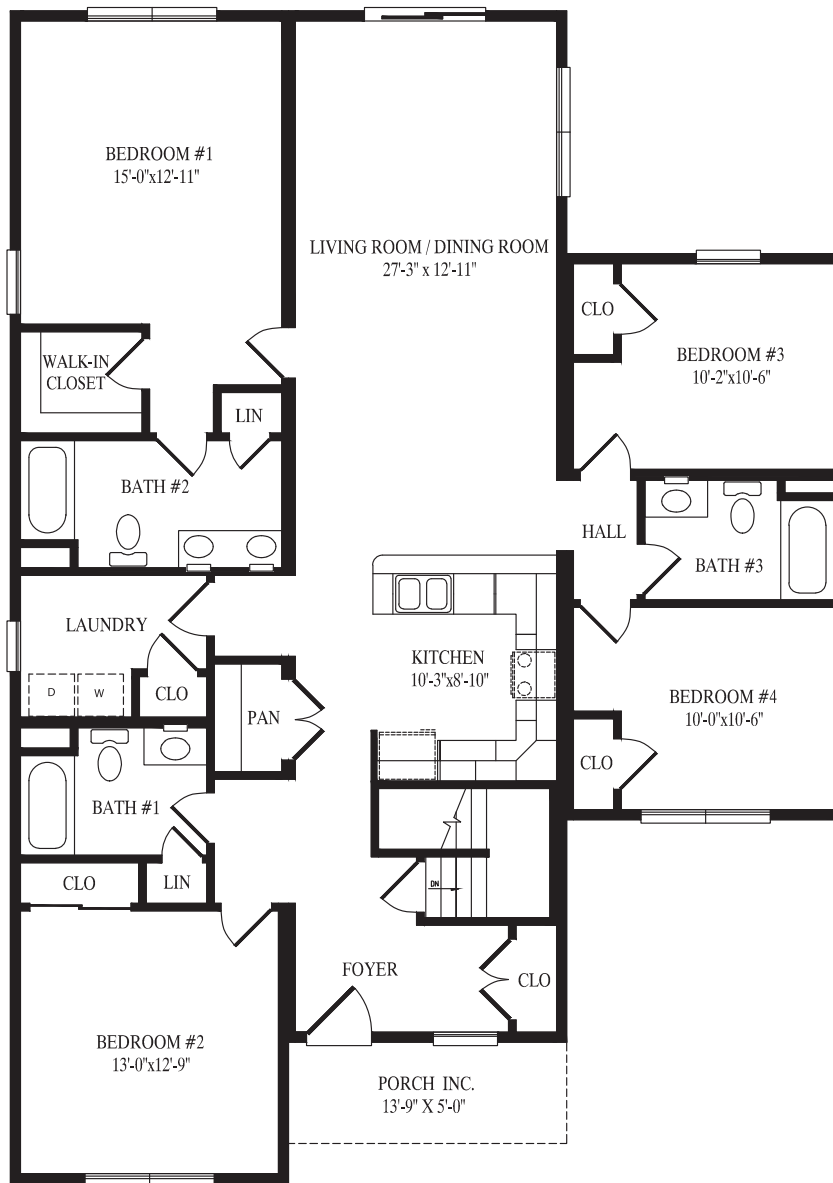 BEDROOM #1
15'-0"x12'-11"
LIVING ROOM / DINING ROOM
27'-3" x 12'-11"
CLO
BEDROOM #3
10'-2"x10'-6"
WALK-IN
CLOSET
LIN
BATH #2
HALL
BATH #3
LAUNDRY
KITCHEN
10'-3"x8'-10"
D
W
CLO
PAN
BEDROOM #4
10'-0"x10'-6"
CLO
BATH #1
CLO
LIN
DN
FOYER
CLO
BEDROOM #2
13'-0"x12'-9"
PORCH INC.
13'-9" X 5'-0"